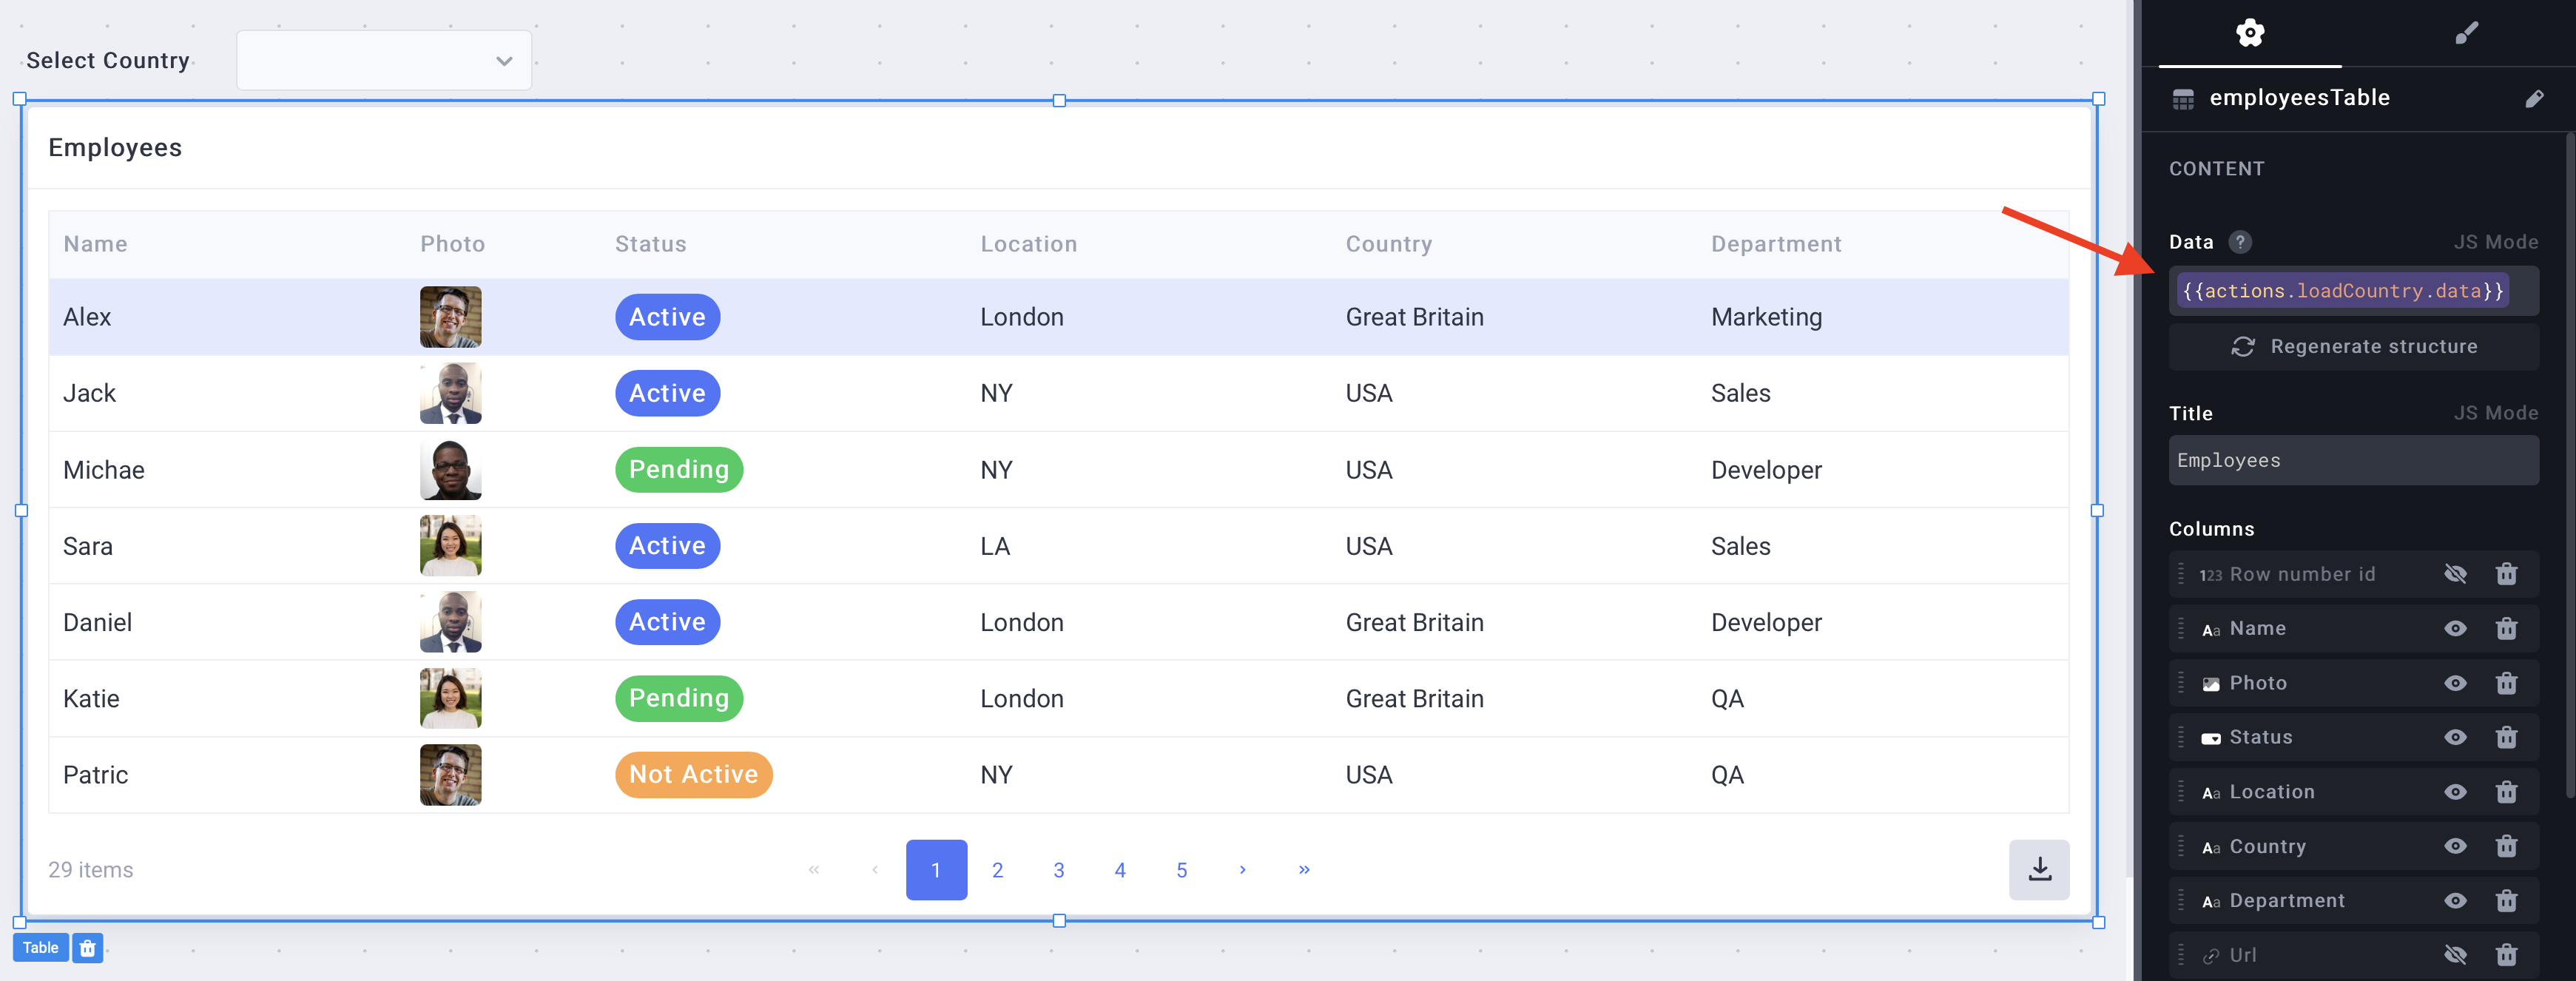 Select Country
Employees
Name Photo Status Location Country Department
Alex Active London Great Britain Marketing
Jack Active NY USA Sales
Michae Pending NY USA Developer
Sara Active LA USA Sales
Daniel Active London Great Britain Developer
Katie Pending London Great Britain QA
Patric Not Active NY USA QA
29 items « ‹ 1 2 3 4 5 › »
Table
employeesTable
CONTENT
Data ? JS Mode
{{actions.loadCountry.data}}
Regenerate structure
Title JS Mode
Employees
Columns
123 Row number id
Aa Name
Photo
Status
Aa Location
Aa Country
Aa Department
Url